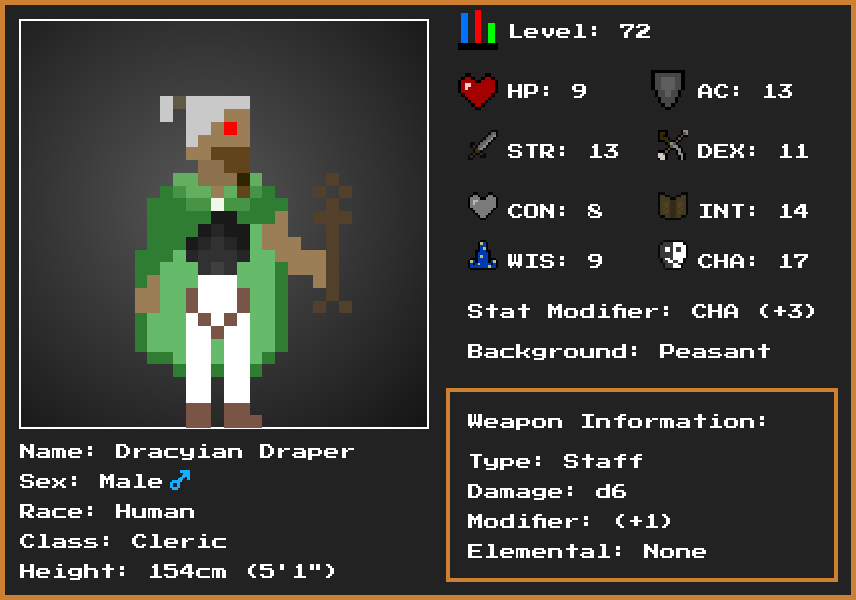 Level: 72
HP: 9
AC: 13
STR: 13
DEX: 11
CON: 8
INT: 14
WIS: 9
CHA: 17
Stat Modifier: CHA (+3)
Background: Peasant
Weapon Information:
Type: Staff
Damage: d6
Modifier: (+1)
Elemental: None
Name: Dracyian Draper
Sex: Male♂
Race: Human
Class: Cleric
Height: 154cm (5'1")